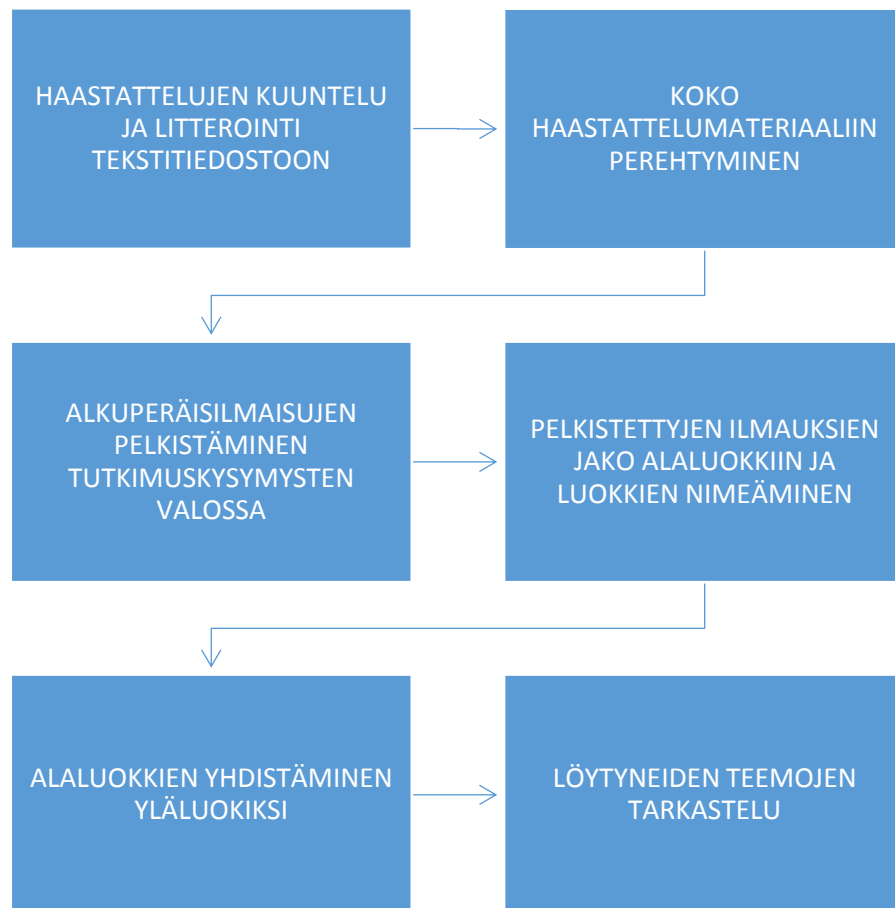 HAASTATTELUJEN KUUNTELU
JA LITTEROINTI
TEKSTITIEDOSTOON
KOKO
HAASTATTELUMATERIAALIIN
PEREHTYMINEN
ALKUPERÄISILMAISUJEN
PELKISTÄMINEN
TUTKIMUSKYSYMYSTEN
VALOSSA
PELKISTETTYJEN ILMAUKSIEN
JAKO ALALUOKKIIN JA
LUOKKIEN NIMEÄMINEN
ALALUOKKIEN YHDISTÄMINEN
YLÄLUOKIKSI
LÖYTYNEIDEN TEEMOJEN
TARKASTELU